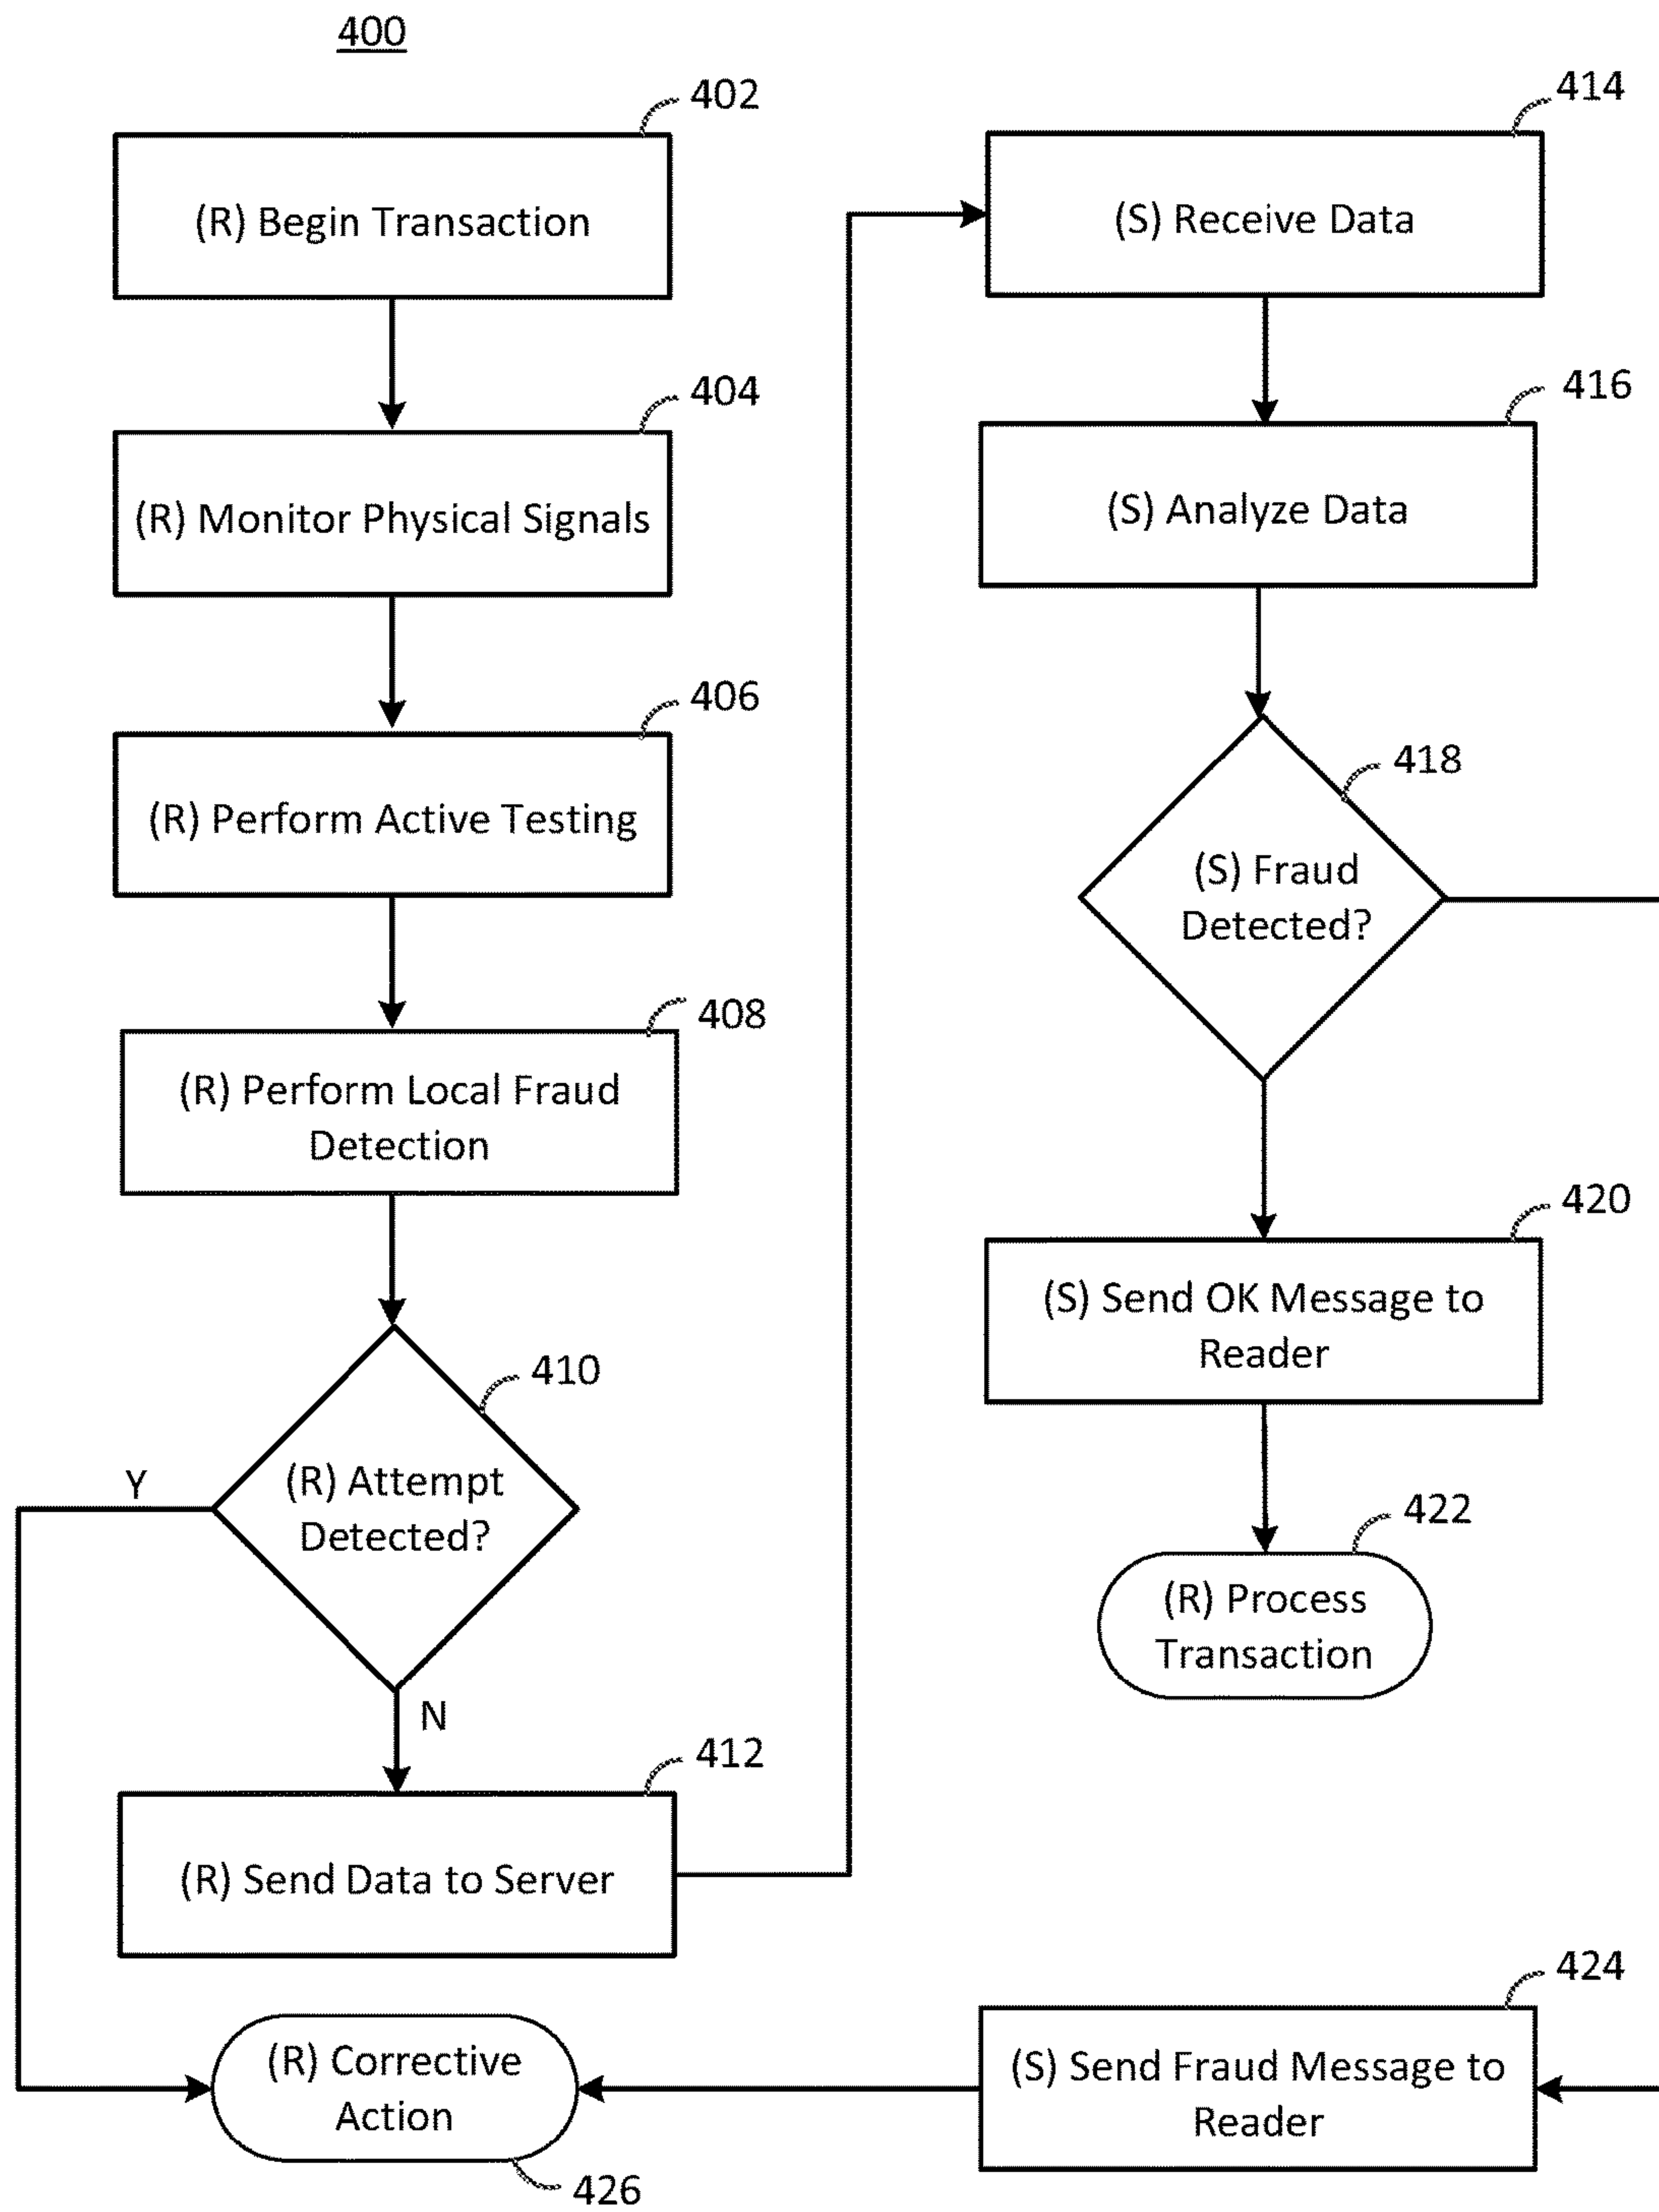 400
402
(R) Begin Transaction
404
(R) Monitor Physical Signals
406
(R) Perform Active Testing
408
(R) Perform Local Fraud
Detection
410
(R) Attempt
Detected?
Y
N
412
(R) Send Data to Server
414
(S) Receive Data
416
(S) Analyze Data
418
(S) Fraud
Detected?
420
(S) Send OK Message to
Reader
422
(R) Process
Transaction
424
(S) Send Fraud Message to
Reader
(R) Corrective
Action
426